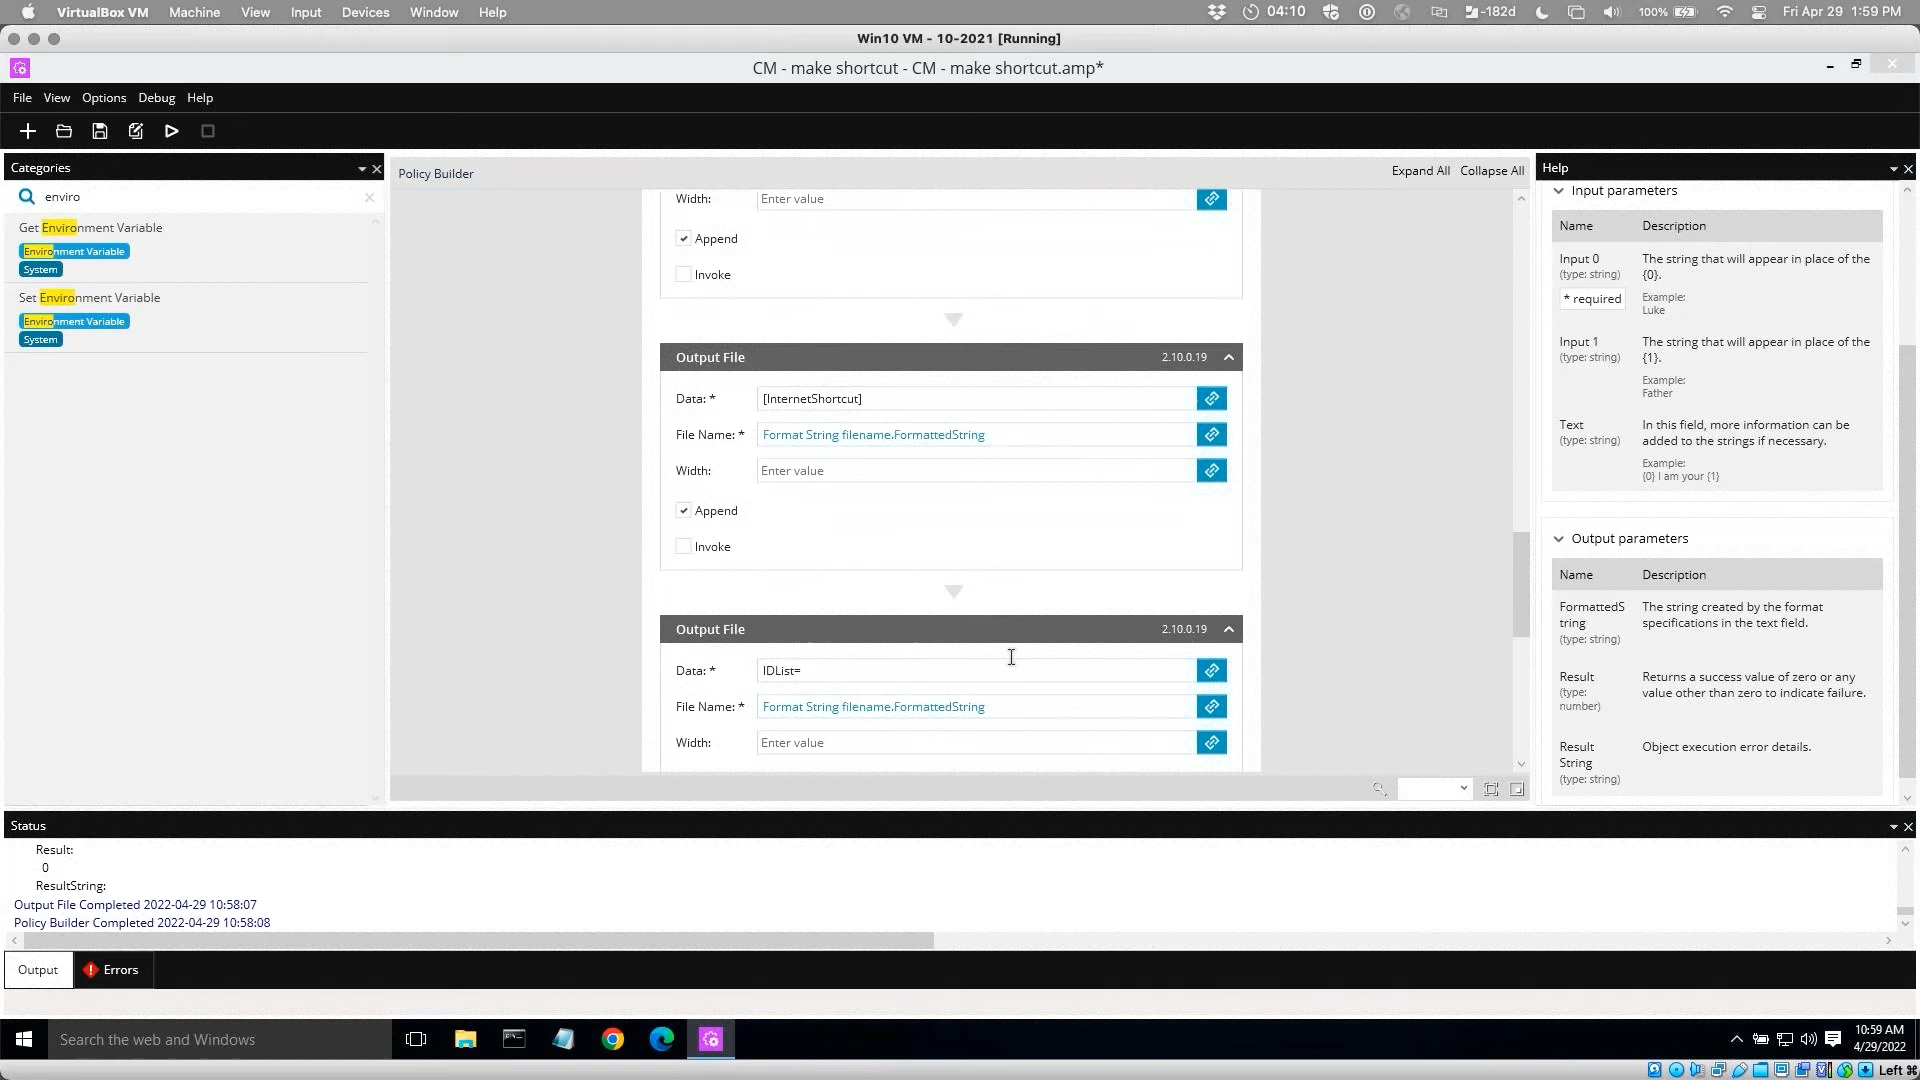 VirtualBox VM Machine View Input Devices Window Help 04:10 -182d 100% Fri Apr 29 1:59 PM
Win10 VM - 10-2021 [Running]
CM - make shortcut - CM - make shortcut.amp*
File View Options Debug Help
Categories
enviro
Get Environment Variable
Environment Variable
System
Set Environment Variable
Environment Variable
System
Policy Builder
Expand All Collapse All
Width: Enter value
Append
Invoke
Output File 2.10.0.19
Data: * [InternetShortcut]
File Name: * Format String filename.FormattedString
Width: Enter value
Append
Invoke
Output File 2.10.0.19
Data: * IDList=
File Name: * Format String filename.FormattedString
Width: Enter value
Help
Input parameters
Name Description
Input 0
(type: string)
* required
The string that will appear in place of the
{0}.
Example:
Luke
Input 1
(type: string)
The string that will appear in place of the
{1}.
Example:
Father
Text
(type: string)
In this field, more information can be
added to the strings if necessary.
Example:
{0} I am your {1}
Output parameters
Name Description
FormattedS
tring
(type: string)
The string created by the format
specifications in the text field.
Result
(type:
number)
Returns a success value of zero or any
value other than zero to indicate failure.
Result
String
(type: string)
Object execution error details.
Status
Result:
0
ResultString:
Output File Completed 2022-04-29 10:58:07
Policy Builder Completed 2022-04-29 10:58:08
Output Errors
Search the web and Windows
10:59 AM
4/29/2022
Left ⌘